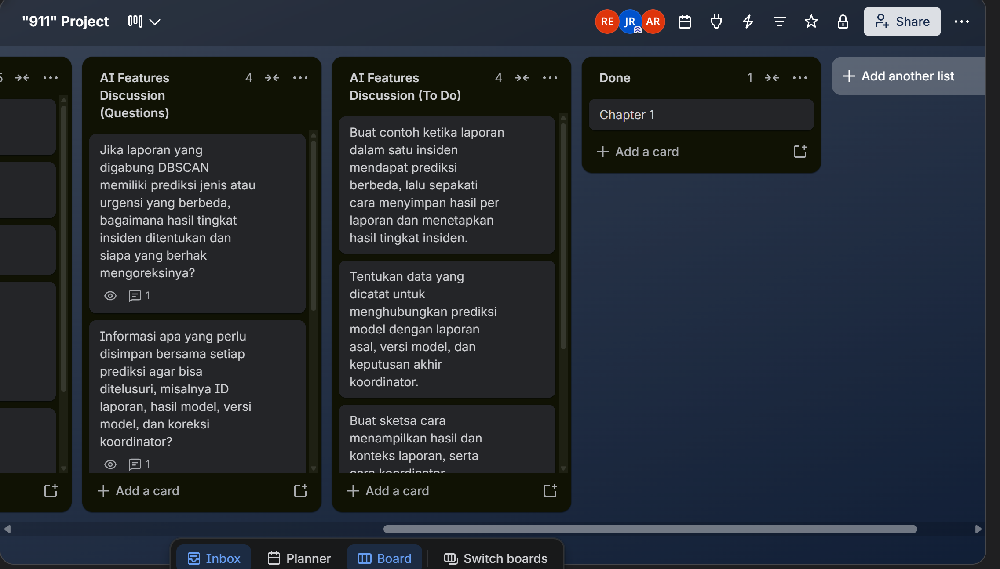 "911" Project
RE
JR
AR
Share
AI Features
Discussion
(Questions)
4
Jika laporan yang
digabung DBSCAN
memiliki prediksi jenis atau
urgensi yang berbeda,
bagaimana hasil tingkat
insiden ditentukan dan
siapa yang berhak
mengoreksinya?
1
Informasi apa yang perlu
disimpan bersama setiap
prediksi agar bisa
ditelusuri, misalnya ID
laporan, hasil model, versi
model, dan koreksi
koordinator?
1
Add a card
AI Features
Discussion (To Do)
4
Buat contoh ketika laporan
dalam satu insiden
mendapat prediksi
berbeda, lalu sepakati
cara menyimpan hasil per
laporan dan menetapkan
hasil tingkat insiden.
Tentukan data yang
dicatat untuk
menghubungkan prediksi
model dengan laporan
asal, versi model, dan
keputusan akhir
koordinator.
Buat sketsa cara
menampilkan hasil dan
konteks laporan, serta
cara koordinator
Add a card
Done
1
Chapter 1
Add a card
Add another list
Inbox
Planner
Board
Switch boards